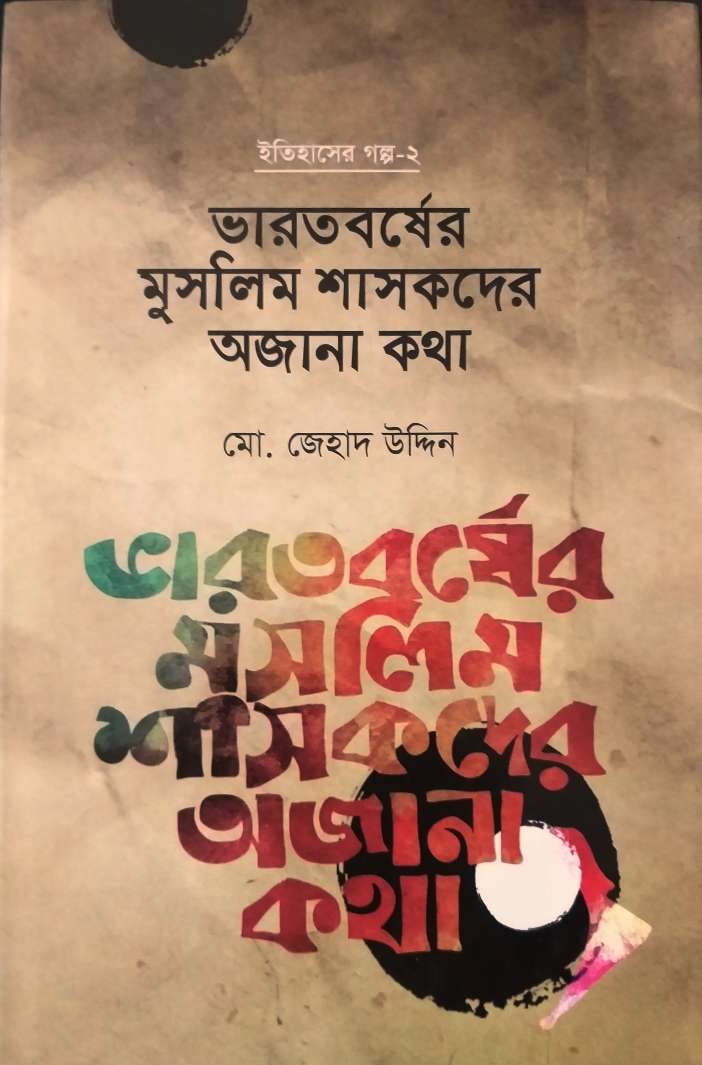 ইতিহাসের গল্প-২
ভারতবর্ষের
মুসলিম শাসকদের
অজানা কথা
মো. জেহাদ উদ্দিন
ভারতবর্ষের
মুসলিম
শাসকদের
অজানা
কথা